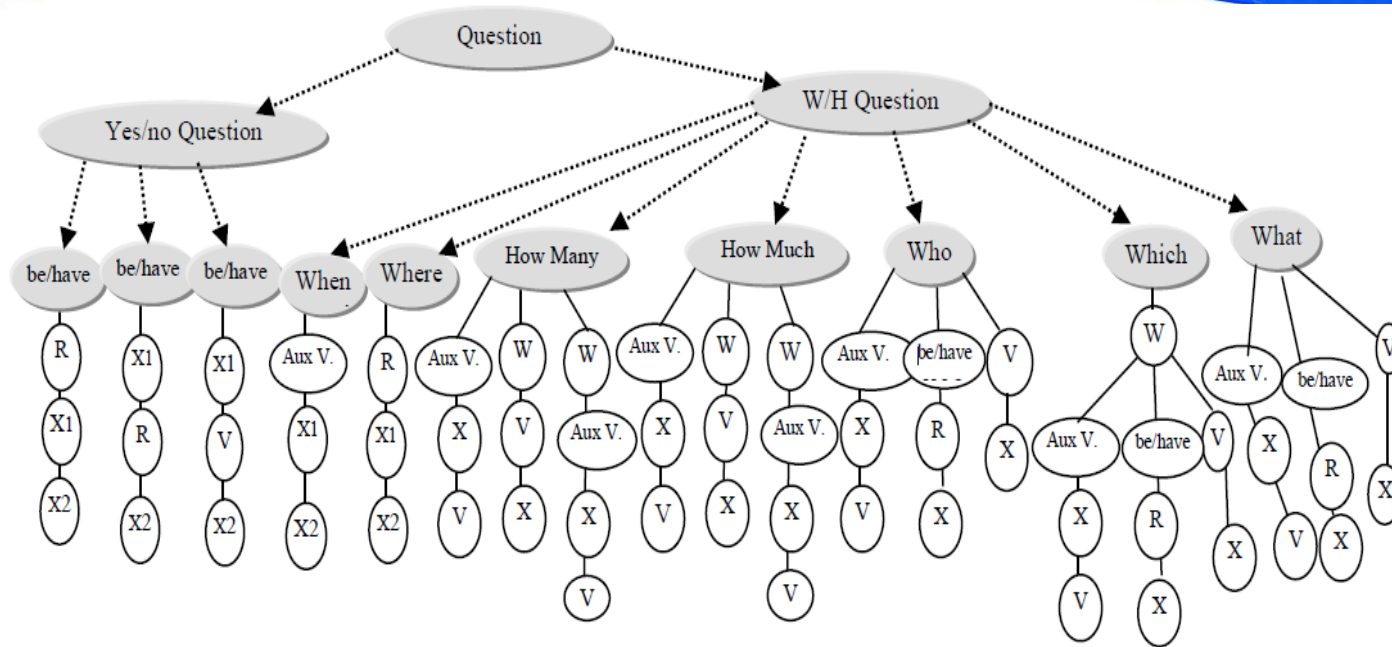 Question
W/H Question
Yes/no Question
be/have
be/have
be/have
When
Where
How Many
How Much
Who
Which
What
R
X1
X2
X1
R
X2
X1
V
X2
Aux V.
X1
X2
R
X1
X2
Aux V.
X
V
W
V
X
W
Aux V.
X
V
Aux V.
X
V
W
V
X
W
Aux V.
X
V
Aux V.
X
V
be/have
R
X
V
X
W
Aux V.
X
V
be/have
R
X
V
X
Aux V.
X
V
be/have
R
X
V
X